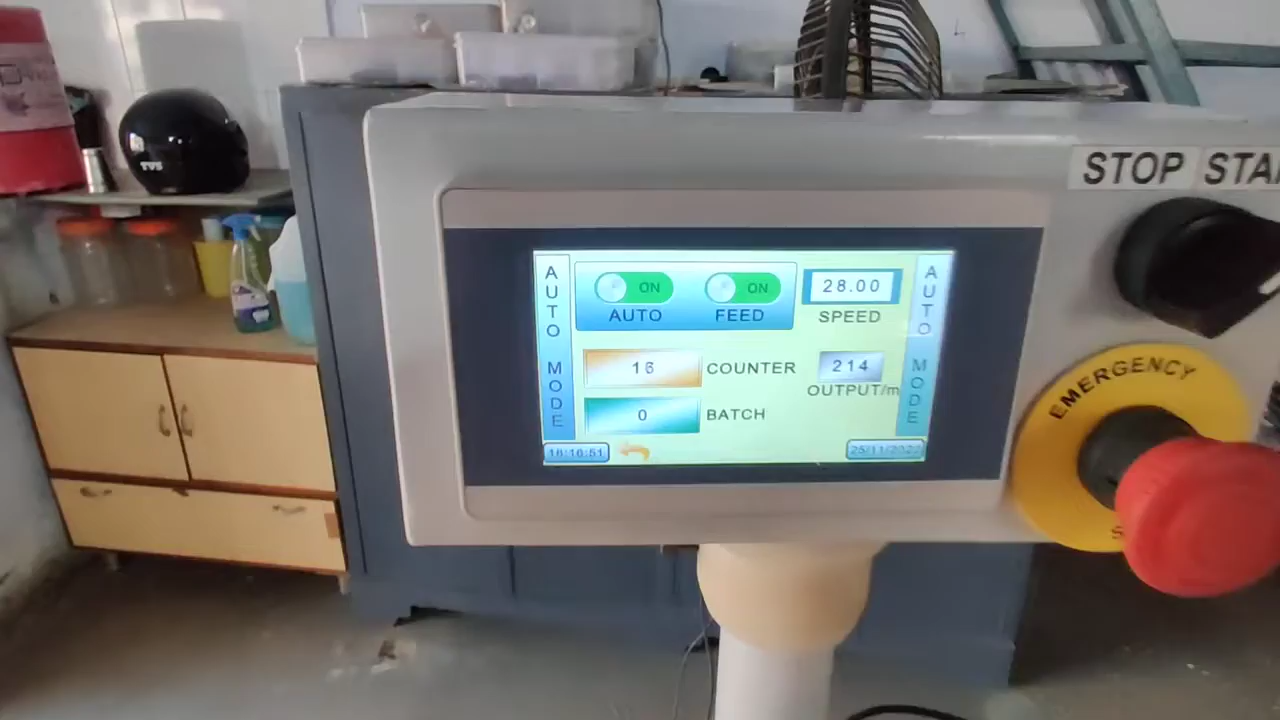 TVS
STOP STAR
AUTO MODE
ON ON 28.00
AUTO FEED SPEED
16 COUNTER 214
OUTPUT/m
0 BATCH
AUTO MODE
16:16:51
EMERGENCY